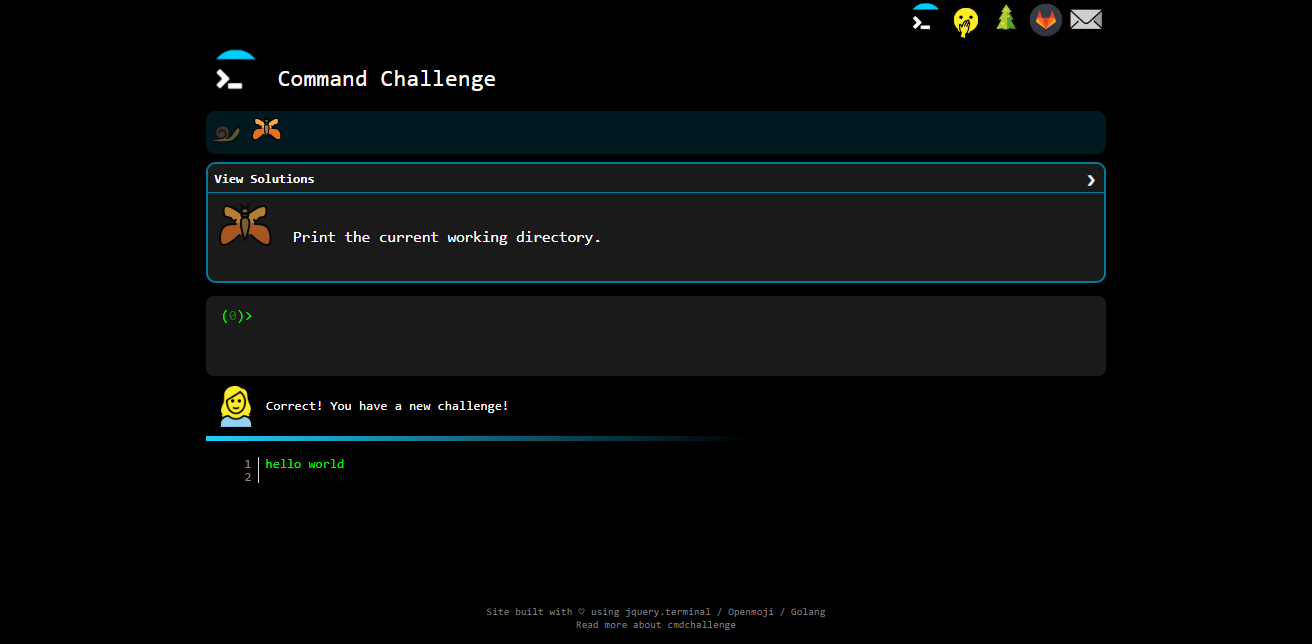 Command Challenge
View Solutions
Print the current working directory.
(0)>
Correct! You have a new challenge!
1 hello world
2
Site built with ♡ using jquery.terminal / Openmoji / Golang
Read more about cmdchallenge